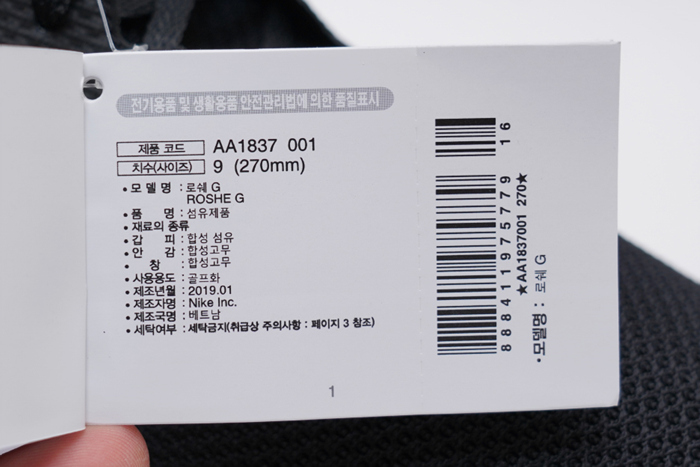 전기용품 및 생활용품 안전관리법에 의한 품질표시
제품 코드 AA1837 001
치수(사이즈) 9 (270mm)
• 모 델 명 : 로쉐 G
ROSHE G
• 품 명 : 섬유제품
• 재료의 종류
• 갑 피 : 합성 섬유
• 안 감 : 합성고무
• 창 : 합성고무
• 사용용도 : 골프화
• 제조년월 : 2019.01
• 제조자명 : Nike Inc.
• 제조국명 : 베트남
• 세탁여부 : 세탁금지(취급상 주의사항 : 페이지 3 참조)
1
16
888411975779
★AA1837001 270★
• 모델명 : 로쉐 G